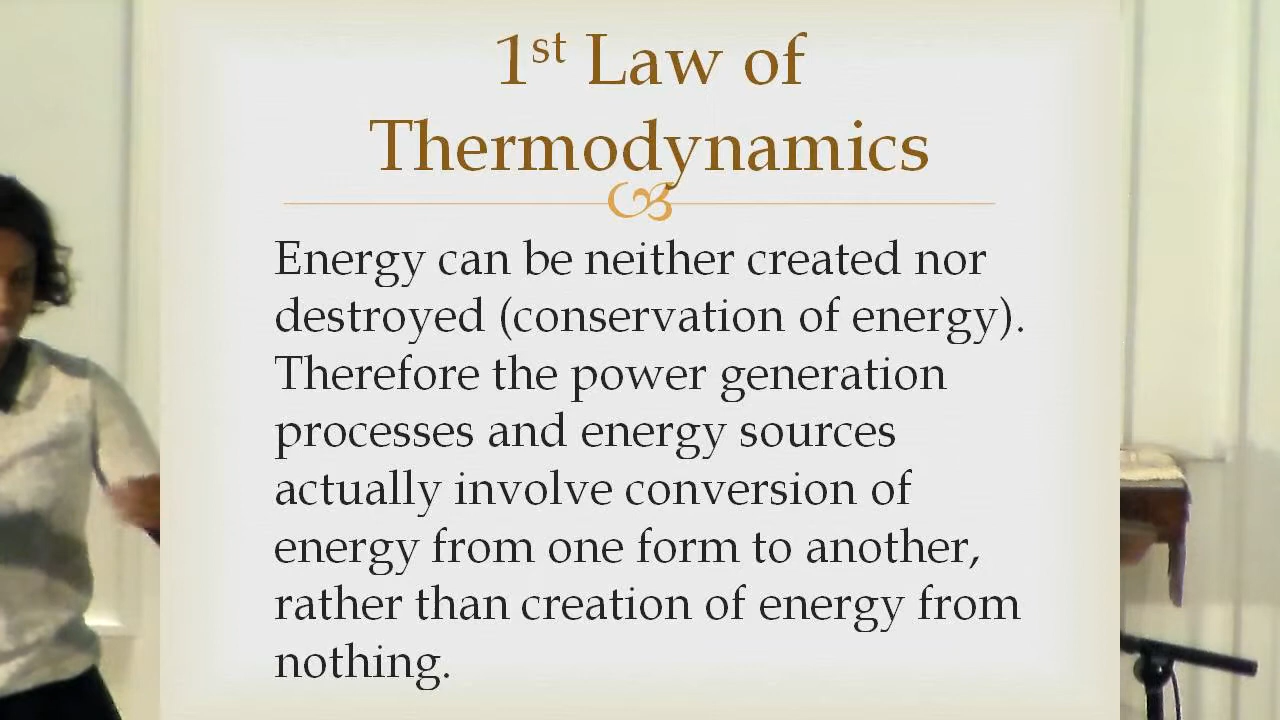 1st Law of
Thermodynamics
Energy can be neither created nor
destroyed (conservation of energy).
Therefore the power generation
processes and energy sources
actually involve conversion of
energy from one form to another,
rather than creation of energy from
nothing.